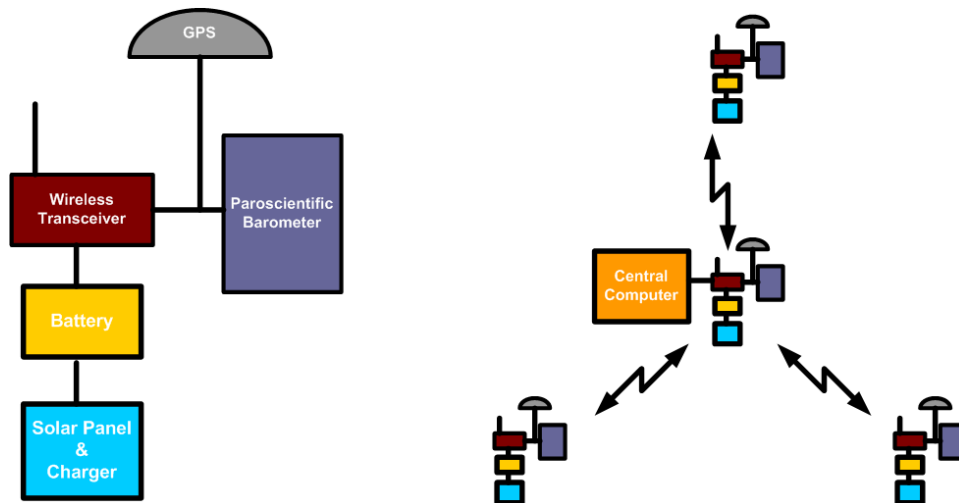 GPS
Wireless
Transceiver
Paroscientific
Barometer
Battery
Solar Panel
&
Charger
Central
Computer